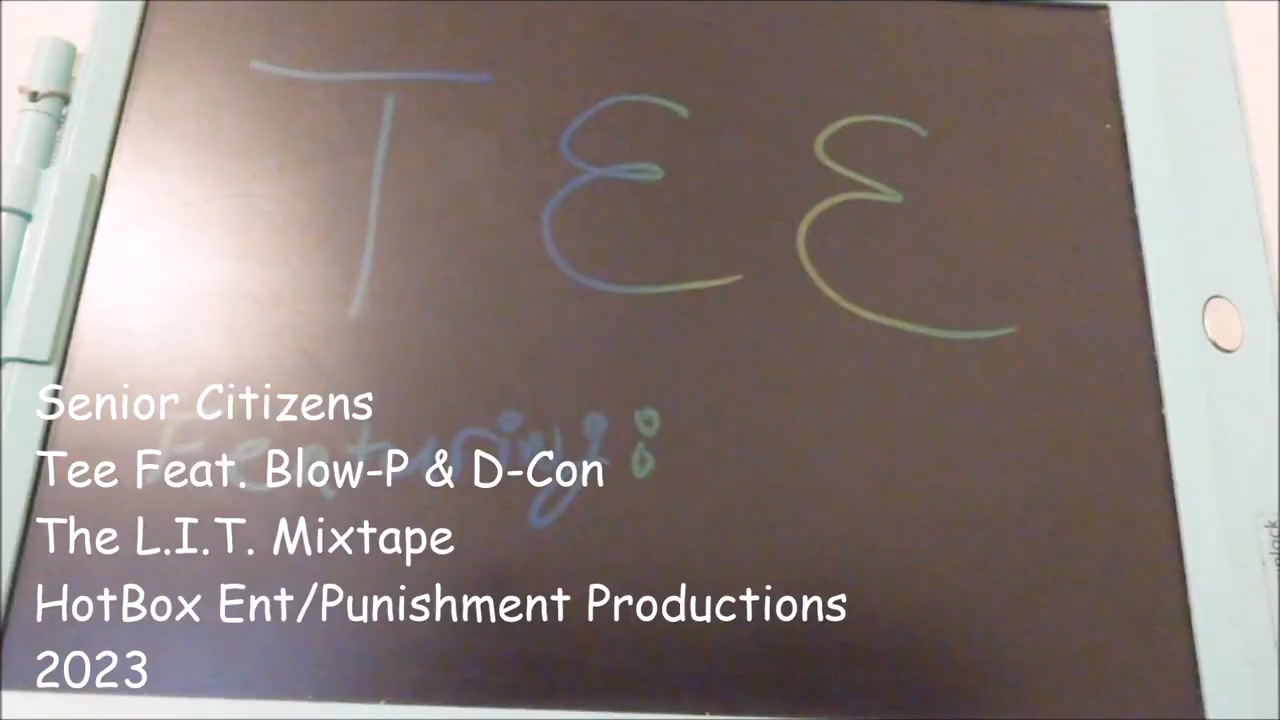 TEE
Featuring:
Senior Citizens
Tee Feat. Blow-P & D-Con
The L.I.T. Mixtape
HotBox Ent/Punishment Productions
2023